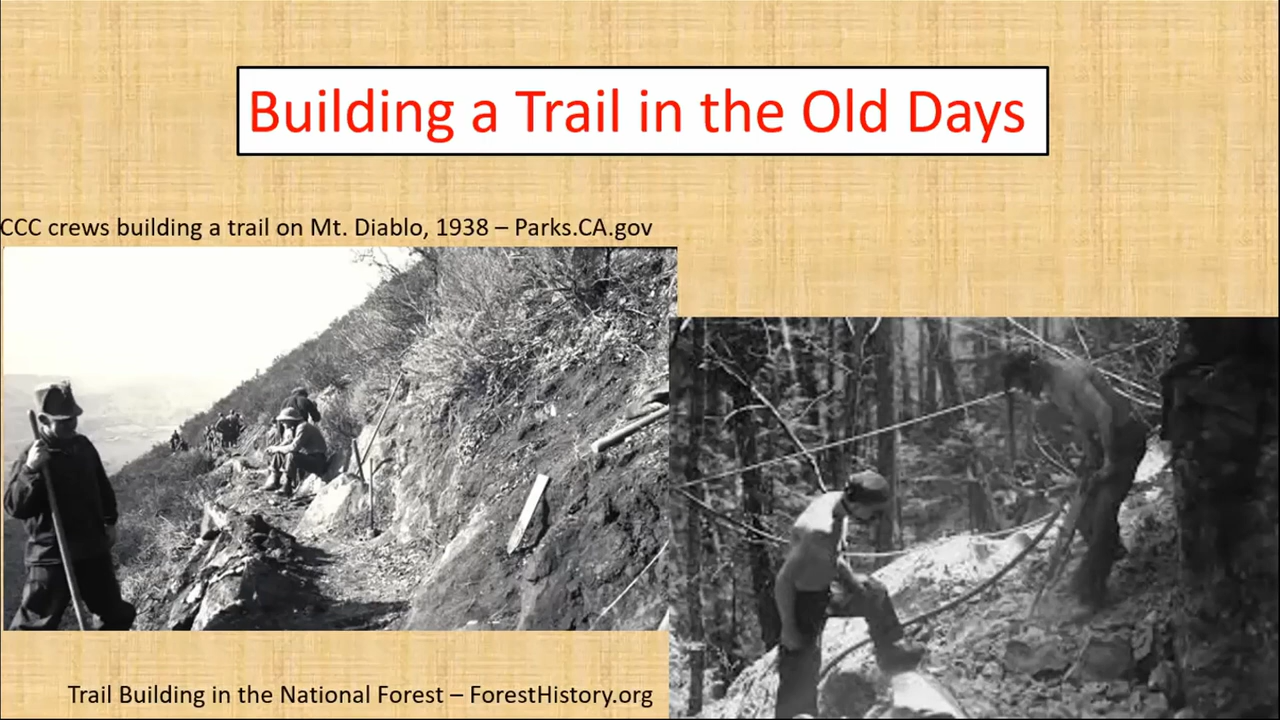 Building a Trail in the Old Days
CCC crews building a trail on Mt. Diablo, 1938 – Parks.CA.gov
Trail Building in the National Forest – ForestHistory.org